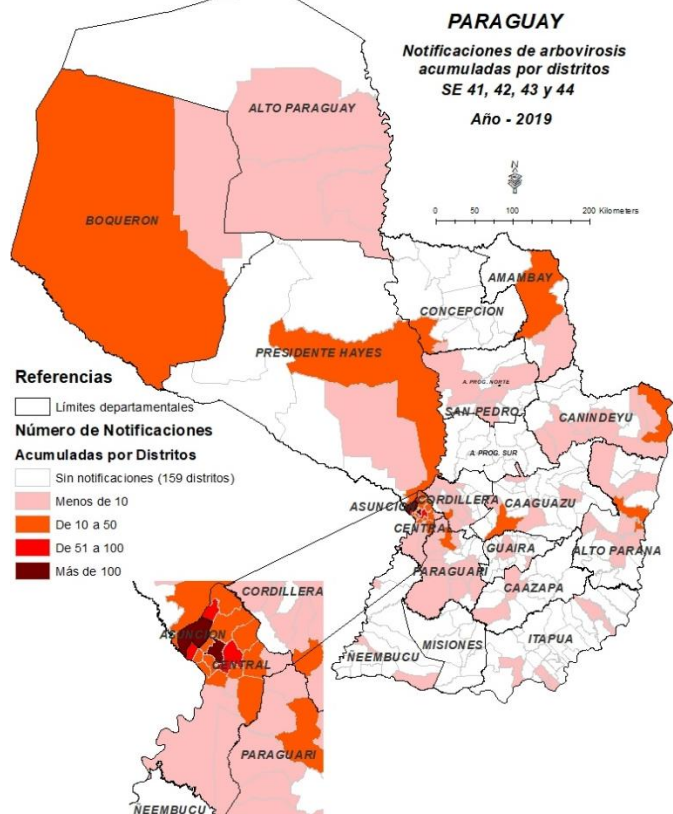 PARAGUAY
Notificaciones de arbovirosis
acumuladas por distritos
SE 41, 42, 43 y 44
Año - 2019
N
0 50 100 200 Kilometers
ALTO PARAGUAY
BOQUERON
AMAMBAY
CONCEPCION
PRESIDENTE HAYES
A. PROG. NORTE
SAN PEDRO
CANINDEYU
A. PROG. SUR
ASUNCION
CORDILLERA
CAAGUAZU
CENTRAL
GUAIRA
ALTO PARANA
PARAGUARI
CAAZAPA
ITAPUA
MISIONES
ÑEEMBUCU
Referencias
Límites departamentales
Número de Notificaciones
Acumuladas por Distritos
Sin notificaciones (159 distritos)
Menos de 10
De 10 a 50
De 51 a 100
Más de 100
CORDILLERA
ASUNCION
CENTRAL
PARAGUARI
ÑEEMBUCU